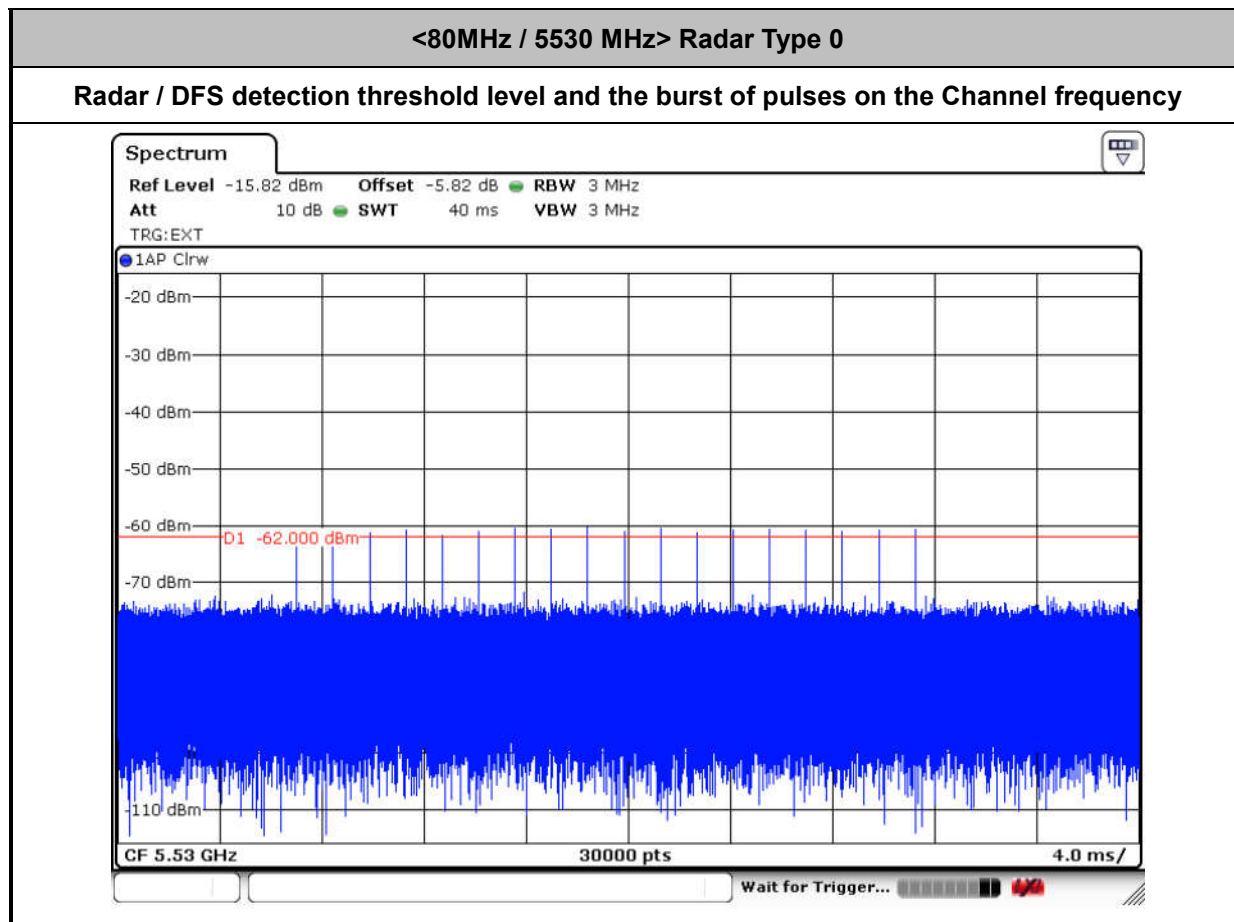 <80MHz / 5530 MHz> Radar Type 0
Radar / DFS detection threshold level and the burst of pulses on the Channel frequency
Spectrum
Ref Level -15.82 dBm Offset -5.82 dB RBW 3 MHz
Att 10 dB SWT 40 ms VBW 3 MHz
TRG:EXT
1AP Clrw
-20 dBm
-30 dBm
-40 dBm
-50 dBm
-60 dBm
D1 -62.000 dBm
-70 dBm
-110 dBm
CF 5.53 GHz 30000 pts 4.0 ms/
Wait for Trigger... LXI